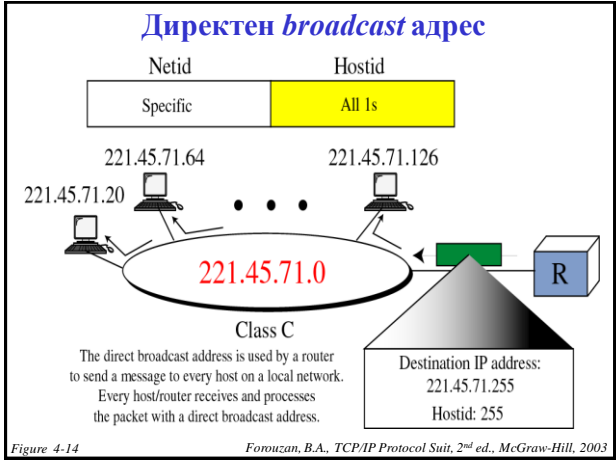 Директен broadcast адрес
Netid Hostid
Specific All 1s
221.45.71.64 221.45.71.126
221.45.71.20
221.45.71.0
R
Class C
The direct broadcast address is used by a router
to send a message to every host on a local network.
Every host/router receives and processes
the packet with a direct broadcast address.
Destination IP address:
221.45.71.255
Hostid: 255
Figure 4-14 Forouzan, B.A., TCP/IP Protocol Suit, 2nd ed., McGraw-Hill, 2003